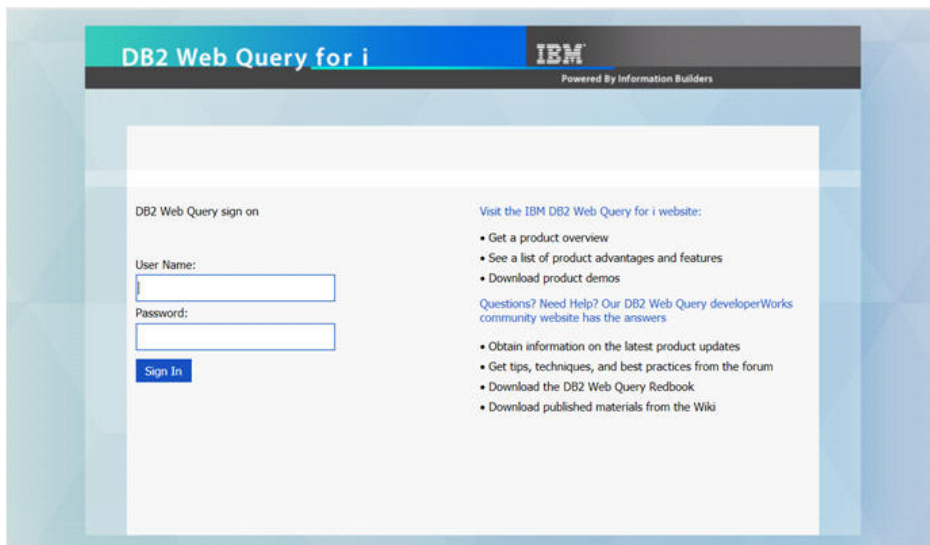 DB2 Web Query for i
IBM
Powered By Information Builders
DB2 Web Query sign on
User Name:
Password:
Sign In
Visit the IBM DB2 Web Query for i website:
• Get a product overview
• See a list of product advantages and features
• Download product demos
Questions? Need Help? Our DB2 Web Query developerWorks
community website has the answers
• Obtain information on the latest product updates
• Get tips, techniques, and best practices from the forum
• Download the DB2 Web Query Redbook
• Download published materials from the Wiki